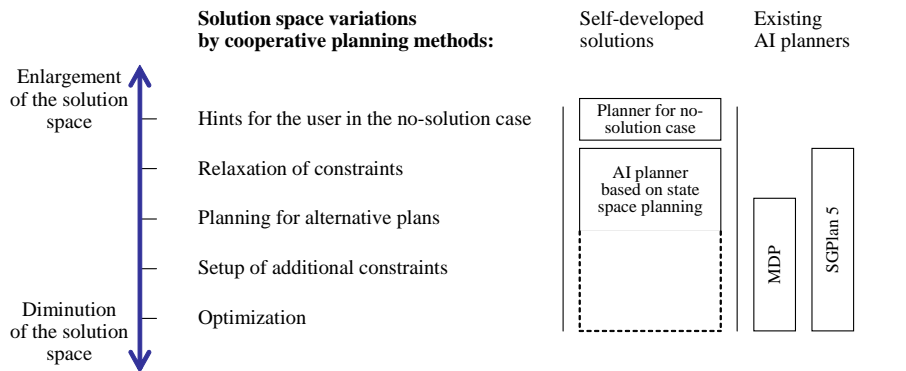 Solution space variations
by cooperative planning methods:
Self-developed
solutions
Existing
AI planners
Enlargement
of the solution
space
Hints for the user in the no-solution case
Relaxation of constraints
Planning for alternative plans
Setup of additional constraints
Optimization
Diminution
of the solution
space
Planner for no-
solution case
AI planner
based on state
space planning
MDP
SGPlan 5